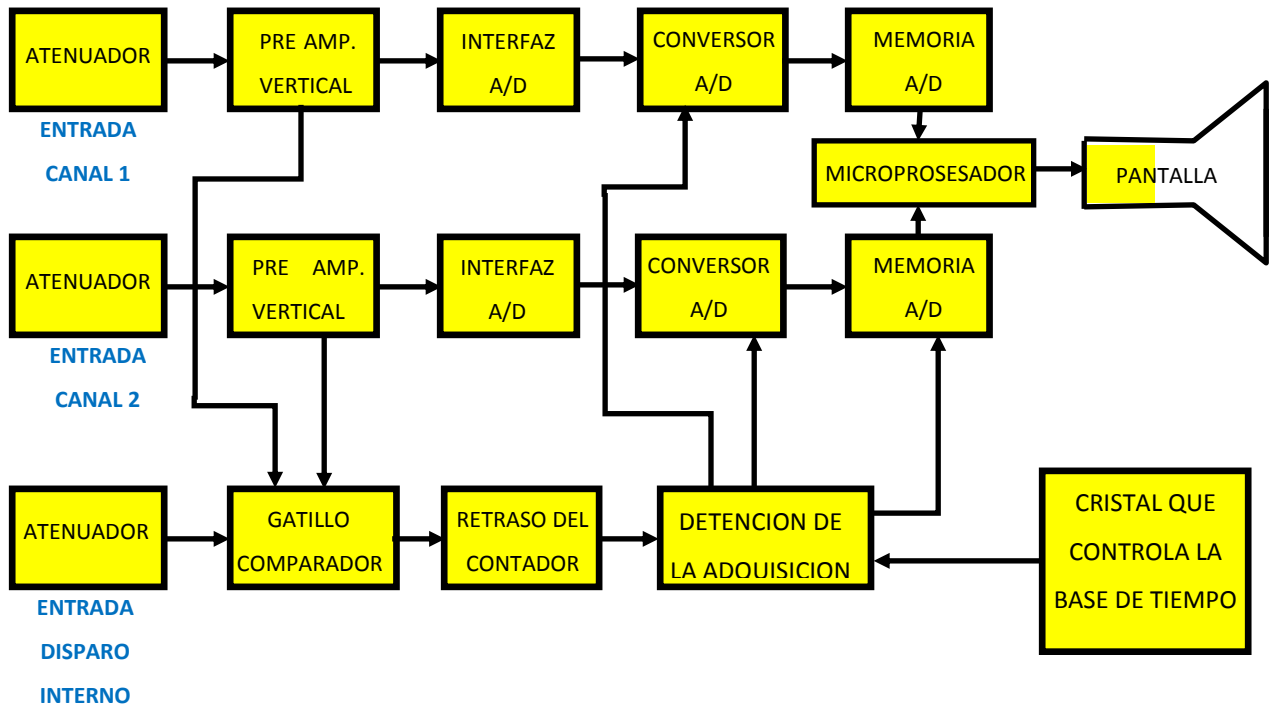 ATENUADOR
PRE AMP.
VERTICAL
INTERFAZ
A/D
CONVERSOR
A/D
MEMORIA
A/D
ENTRADA
CANAL 1
MICROPROSESADOR
PANTALLA
ATENUADOR
PRE AMP.
VERTICAL
INTERFAZ
A/D
CONVERSOR
A/D
MEMORIA
A/D
ENTRADA
CANAL 2
ATENUADOR
GATILLO
COMPARADOR
RETRASO DEL
CONTADOR
DETENCION DE
LA ADQUISICION
CRISTAL QUE
CONTROLA LA
BASE DE TIEMPO
ENTRADA
DISPARO
INTERNO